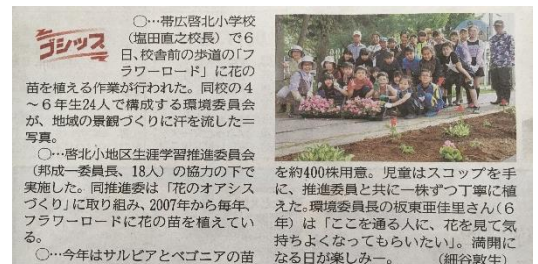 ゴシップ
○…帯広啓北小学校
(塩田直之校長)で6
日、校舎前の歩道の「フ
ラワーロード」に花の
苗を植える作業が行われた。同校の4
~6年生24人で構成する環境委員会
が、地域の景観づくりに汗を流した=
写真。
○…啓北小地区生涯学習推進委員会
(邦成一委員長、18人)の協力の下で
実施した。同推進委は「花のオアシス
づくり」に取り組み、2007年から毎年、
フラワーロードに花の苗を植えてい
る。
○…今年はサルビアとベゴニアの苗
を約400株用意。児童はスコップを手
に、推進委員と共に一株ずつ丁寧に植
えた。環境委員長の板東亜佳里さん(6
年)は「ここを通る人に、花を見て気
持ちよくなってもらいたい」。満開に
なる日が楽しみー。 (細谷敦生)